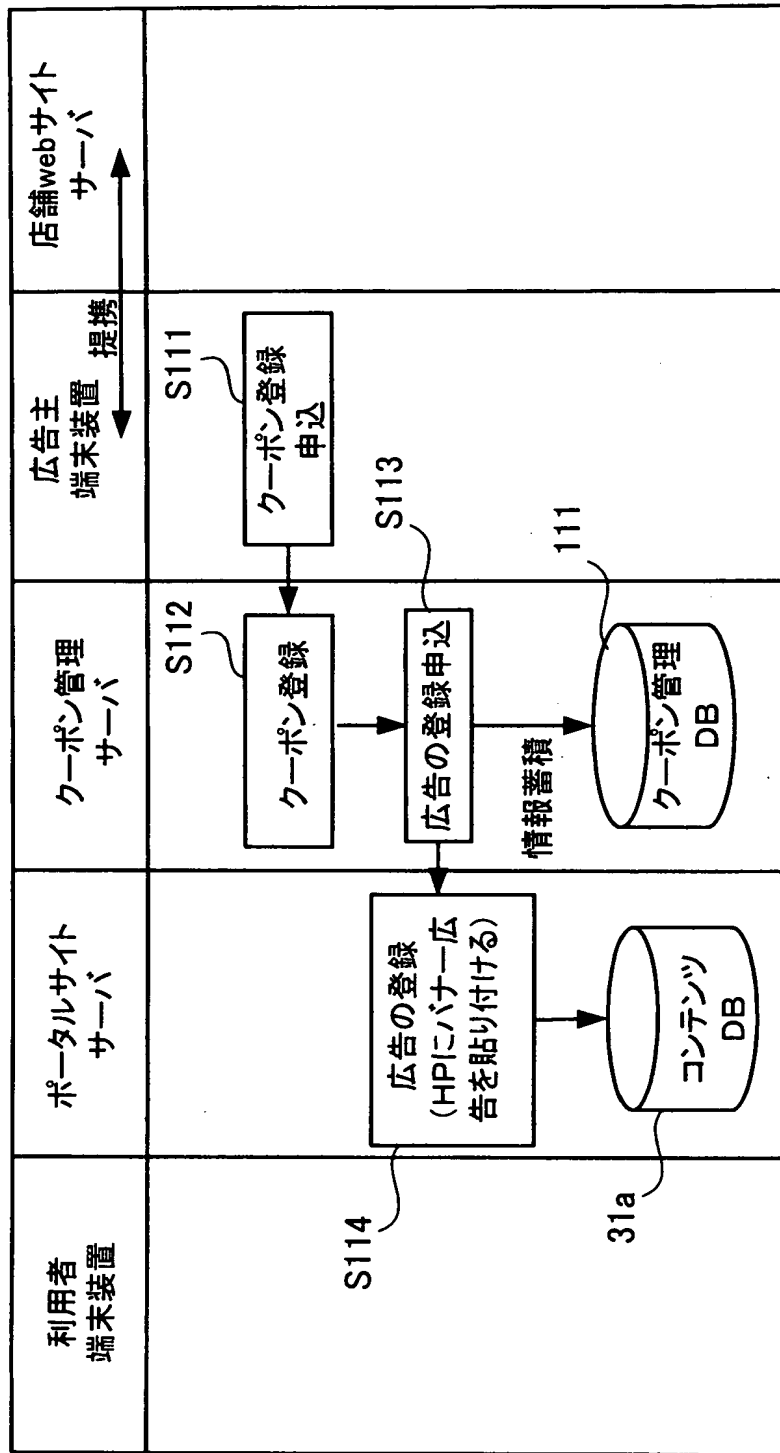 利用者
端末装置
ポータルサイト
サーバ
クーポン管理
サーバ
広告主
端末装置
提携
店舗webサイト
サーバ
S111
クーポン登録
申込
S112
クーポン登録
S113
広告の登録申込
情報蓄積
111
クーポン管理
DB
S114
広告の登録
(HPにバナー広
告を貼り付ける)
31a
コンテンツ
DB